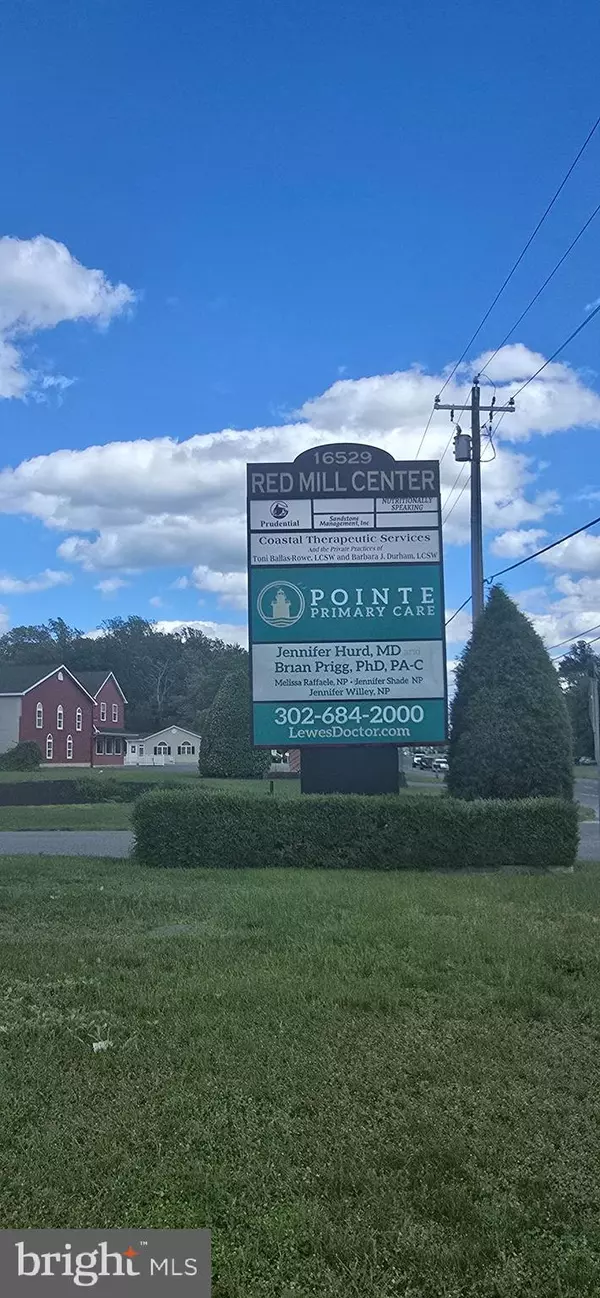 16529
RED MILL CENTER
Prudential
Sandstone
Management, Inc
NUTRITIONALLY
SPEAKING
Coastal Therapeutic Services
And the Private Practices of
Toni Ballas-Rowe, LCSW and Barbara J. Durham, LCSW
POINTE
PRIMARY CARE
Jennifer Hurd, MD and
Brian Prigg, PhD, PA-C
Melissa Raffaele, NP • Jennifer Shade NP
Jennifer Willey, NP
302-684-2000
LewesDoctor.com
bright MLS
™